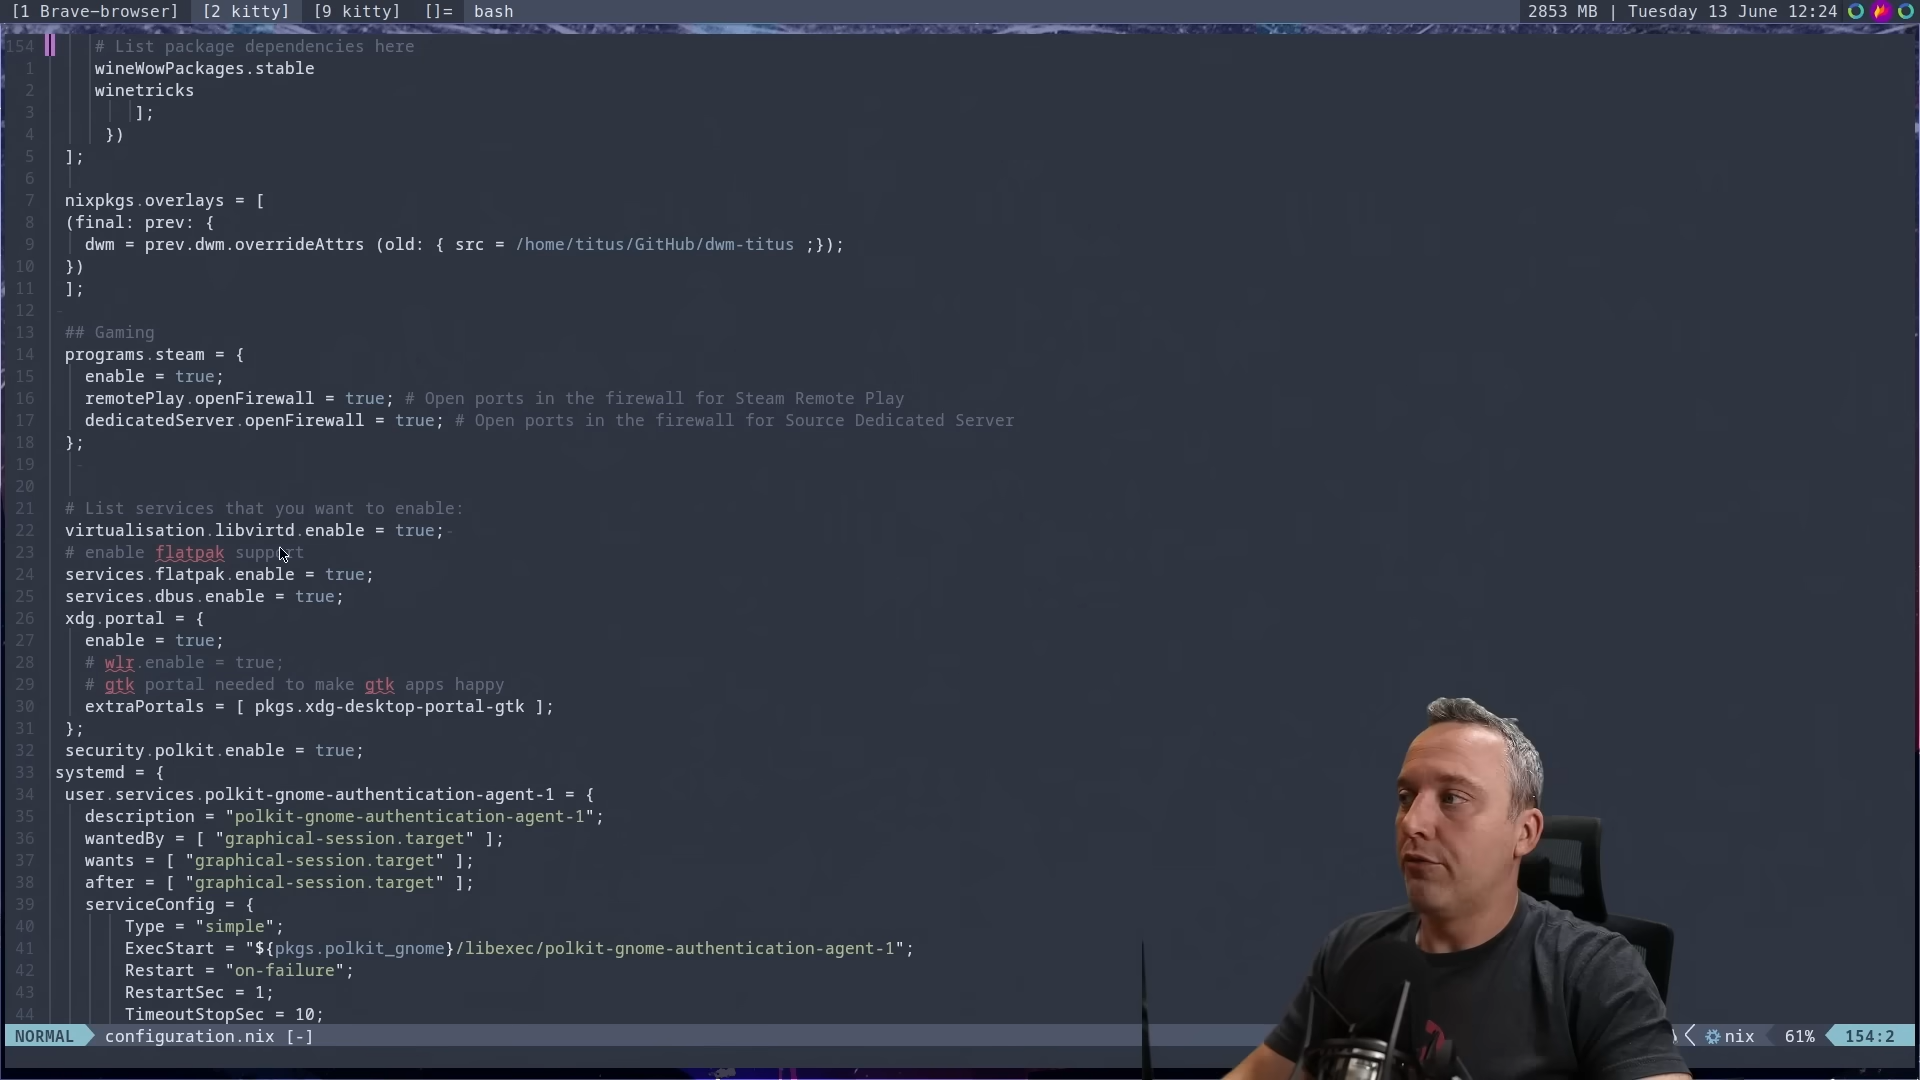 [1 Brave-browser] [2 kitty] [9 kitty] []= bash 2853 MB | Tuesday 13 June 12:24
154 # List package dependencies here
1 wineWowPackages.stable
2 winetricks
3 ];
4 })
5 ];
6
7 nixpkgs.overlays = [
8 (final: prev: {
9 dwm = prev.dwm.overrideAttrs (old: { src = /home/titus/GitHub/dwm-titus ;});
10 })
11 ];
12 -
13 ## Gaming
14 programs.steam = {
15 enable = true;
16 remotePlay.openFirewall = true; # Open ports in the firewall for Steam Remote Play
17 dedicatedServer.openFirewall = true; # Open ports in the firewall for Source Dedicated Server
18 };
19 -
20
21 # List services that you want to enable:
22 virtualisation.libvirtd.enable = true;-
23 # enable flatpak support
24 services.flatpak.enable = true;
25 services.dbus.enable = true;
26 xdg.portal = {
27 enable = true;
28 # wlr.enable = true;
29 # gtk portal needed to make gtk apps happy
30 extraPortals = [ pkgs.xdg-desktop-portal-gtk ];
31 };
32 security.polkit.enable = true;
33 systemd = {
34 user.services.polkit-gnome-authentication-agent-1 = {
35 description = "polkit-gnome-authentication-agent-1";
36 wantedBy = [ "graphical-session.target" ];
37 wants = [ "graphical-session.target" ];
38 after = [ "graphical-session.target" ];
39 serviceConfig = {
40 Type = "simple";
41 ExecStart = "${pkgs.polkit_gnome}/libexec/polkit-gnome-authentication-agent-1";
42 Restart = "on-failure";
43 RestartSec = 1;
44 TimeoutStopSec = 10;
NORMAL configuration.nix [-] nix 61% 154:2